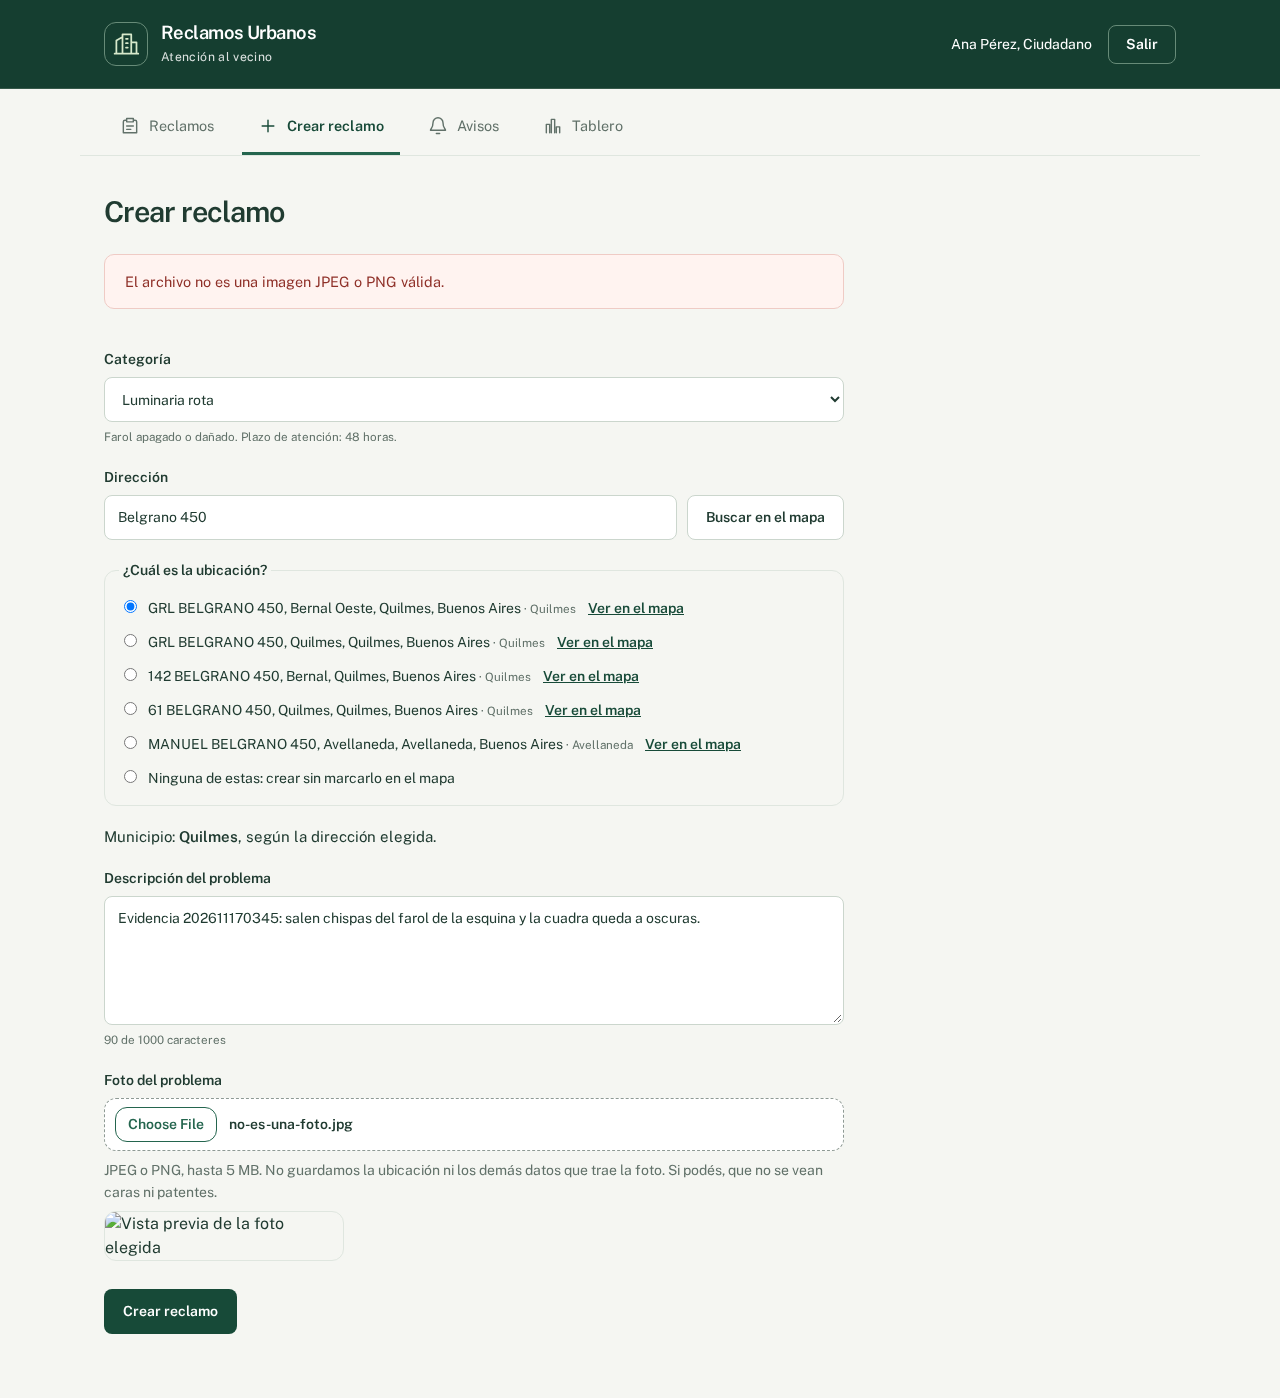 Reclamos Urbanos
Atención al vecino
Ana Pérez, Ciudadano
Salir
Reclamos
Crear reclamo
Avisos
Tablero
Crear reclamo
El archivo no es una imagen JPEG o PNG válida.
Categoría
Luminaria rota
Farol apagado o dañado. Plazo de atención: 48 horas.
Dirección
Belgrano 450
Buscar en el mapa
¿Cuál es la ubicación?
GRL BELGRANO 450, Bernal Oeste, Quilmes, Buenos Aires · Quilmes Ver en el mapa
GRL BELGRANO 450, Quilmes, Quilmes, Buenos Aires · Quilmes Ver en el mapa
142 BELGRANO 450, Bernal, Quilmes, Buenos Aires · Quilmes Ver en el mapa
61 BELGRANO 450, Quilmes, Quilmes, Buenos Aires · Quilmes Ver en el mapa
MANUEL BELGRANO 450, Avellaneda, Avellaneda, Buenos Aires · Avellaneda Ver en el mapa
Ninguna de estas: crear sin marcarlo en el mapa
Municipio: Quilmes, según la dirección elegida.
Descripción del problema
Evidencia 202611170345: salen chispas del farol de la esquina y la cuadra queda a oscuras.
90 de 1000 caracteres
Foto del problema
Choose File no-es-una-foto.jpg
JPEG o PNG, hasta 5 MB. No guardamos la ubicación ni los demás datos que trae la foto. Si podés, que no se vean
caras ni patentes.
Vista previa de la foto
elegida
Crear reclamo